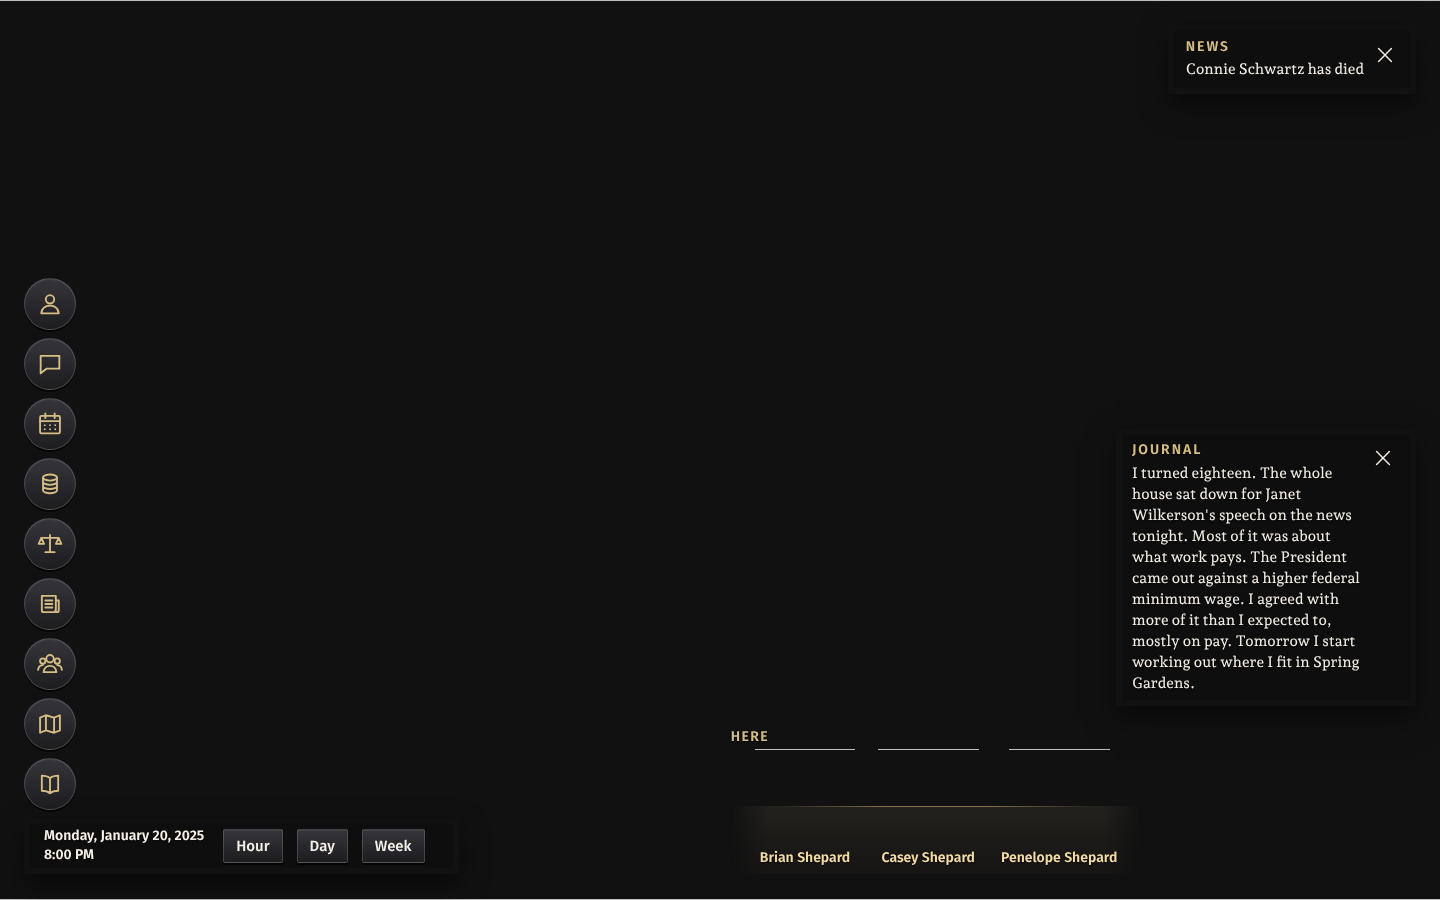 NEWS
Connie Schwartz has died
JOURNAL
I turned eighteen. The whole
house sat down for Janet
Wilkerson's speech on the news
tonight. Most of it was about
what work pays. The President
came out against a higher federal
minimum wage. I agreed with
more of it than I expected to,
mostly on pay. Tomorrow I start
working out where I fit in Spring
Gardens.
HERE
Brian Shepard
Casey Shepard
Penelope Shepard
Monday, January 20, 2025
8:00 PM
Hour
Day
Week